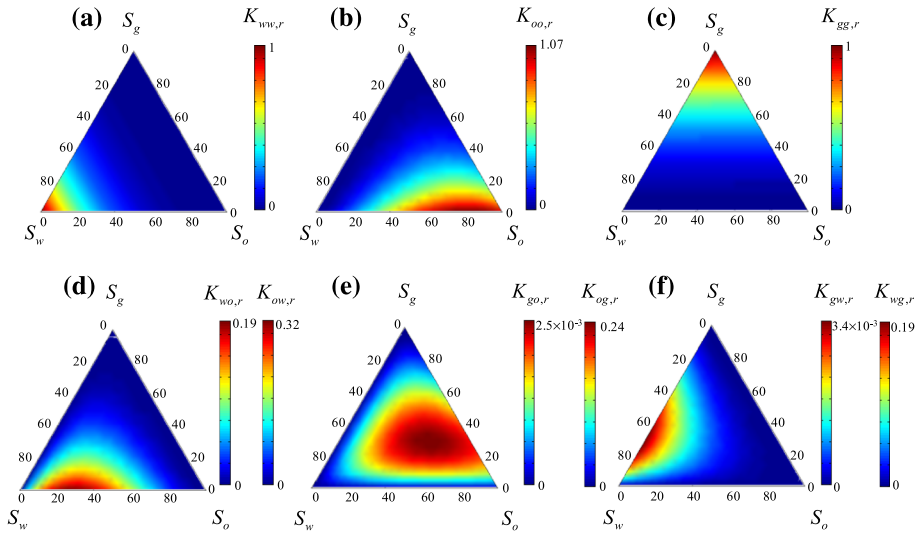 (a) S_g K_ww,r (b) S_g K_oo,r (c) S_g K_gg,r
0 1 0 1.07 0 1
20 80 20 80 20 80
40 60 40 60 40 60
60 40 60 40 60 40
80 20 80 20 80 20
0 0 0 0 0 0
20 40 60 80 20 40 60 80 20 40 60 80
S_w S_o S_w S_o S_w S_o
(d) S_g K_wo,r K_ow,r (e) S_g K_go,r K_og,r (f) S_g K_gw,r K_wg,r
0 0.19 0.32 0 2.5×10⁻³ 0.24 0 3.4×10⁻³ 0.19
20 80 20 80 20 80
40 60 40 60 40 60
60 40 60 40 60 40
80 20 80 20 80 20
0 0 0 0 0 0 0 0 0
20 40 60 80 20 40 60 80 20 40 60 80
S_w S_o S_w S_o S_w S_o